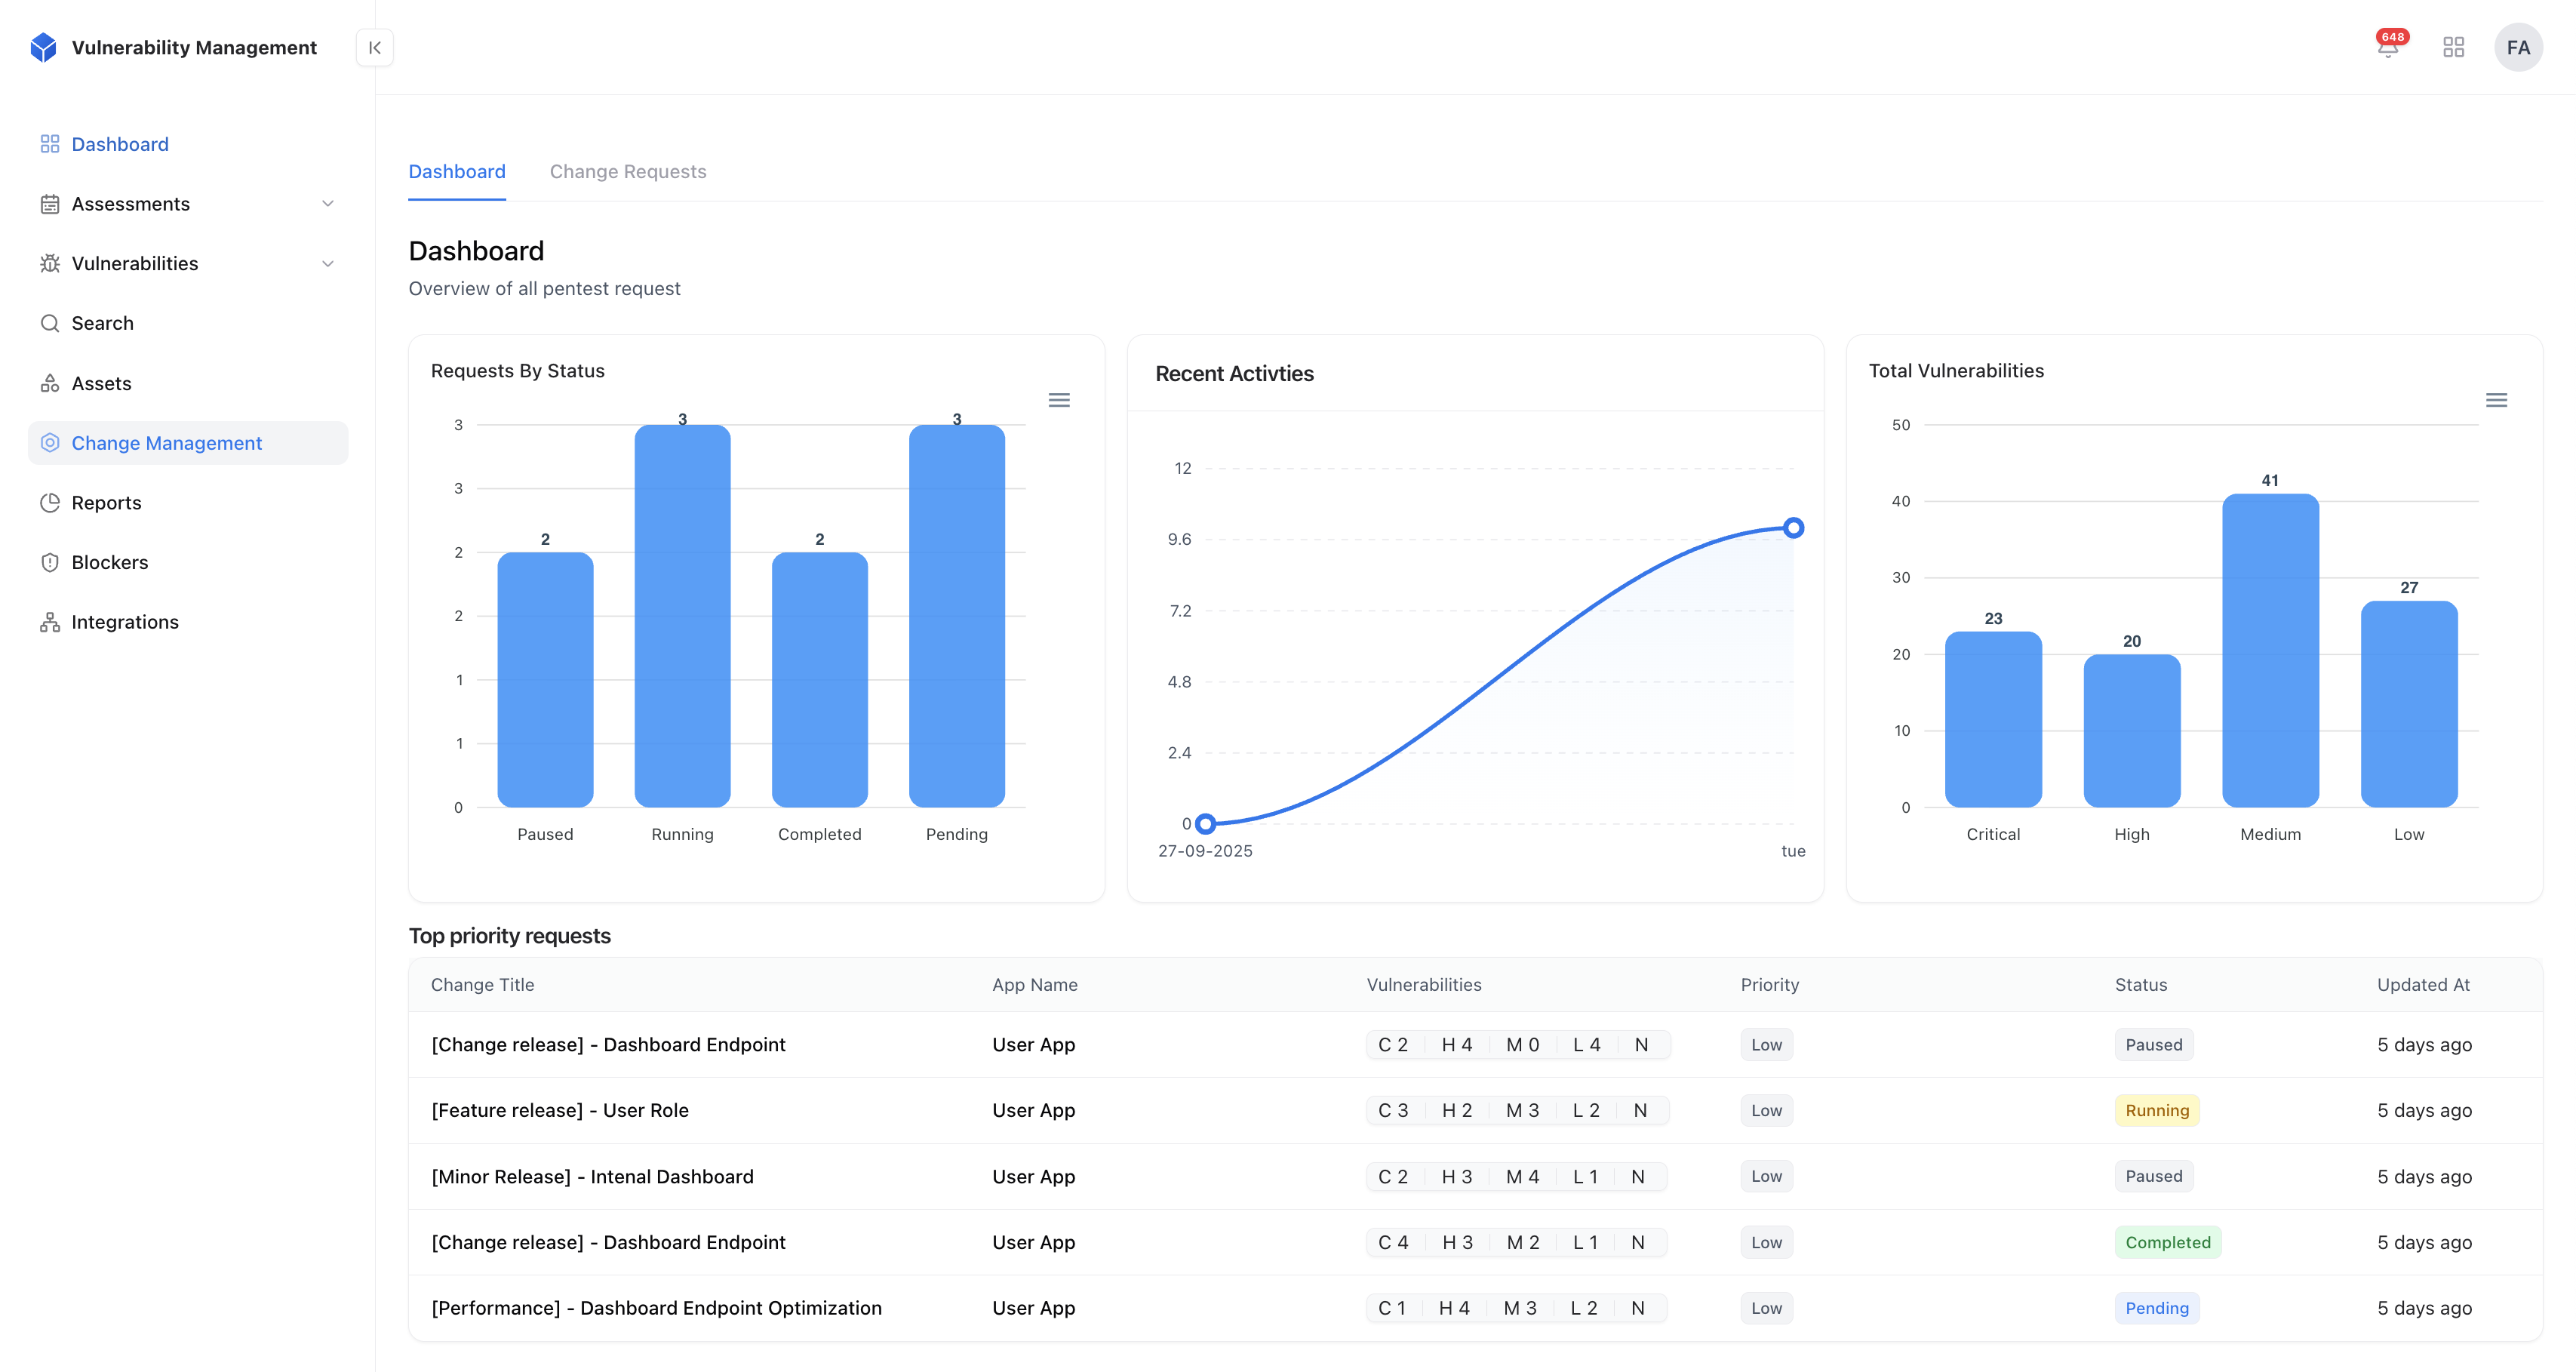 Vulnerability Management
648
FA
Dashboard
Assessments
Vulnerabilities
Search
Assets
Change Management
Reports
Blockers
Integrations
Dashboard Change Requests
Dashboard
Overview of all pentest request
Requests By Status
3
3
2
2
1
1
0
2
3
2
3
Paused Running Completed Pending
Recent Activties
12
9.6
7.2
4.8
2.4
0
27-09-2025 tue
Total Vulnerabilities
50
40
30
20
10
0
23
20
41
27
Critical High Medium Low
Top priority requests
Change Title App Name Vulnerabilities Priority Status Updated At
[Change release] - Dashboard Endpoint User App C 2 H 4 M 0 L 4 N Low Paused 5 days ago
[Feature release] - User Role User App C 3 H 2 M 3 L 2 N Low Running 5 days ago
[Minor Release] - Intenal Dashboard User App C 2 H 3 M 4 L 1 N Low Paused 5 days ago
[Change release] - Dashboard Endpoint User App C 4 H 3 M 2 L 1 N Low Completed 5 days ago
[Performance] - Dashboard Endpoint Optimization User App C 1 H 4 M 3 L 2 N Low Pending 5 days ago